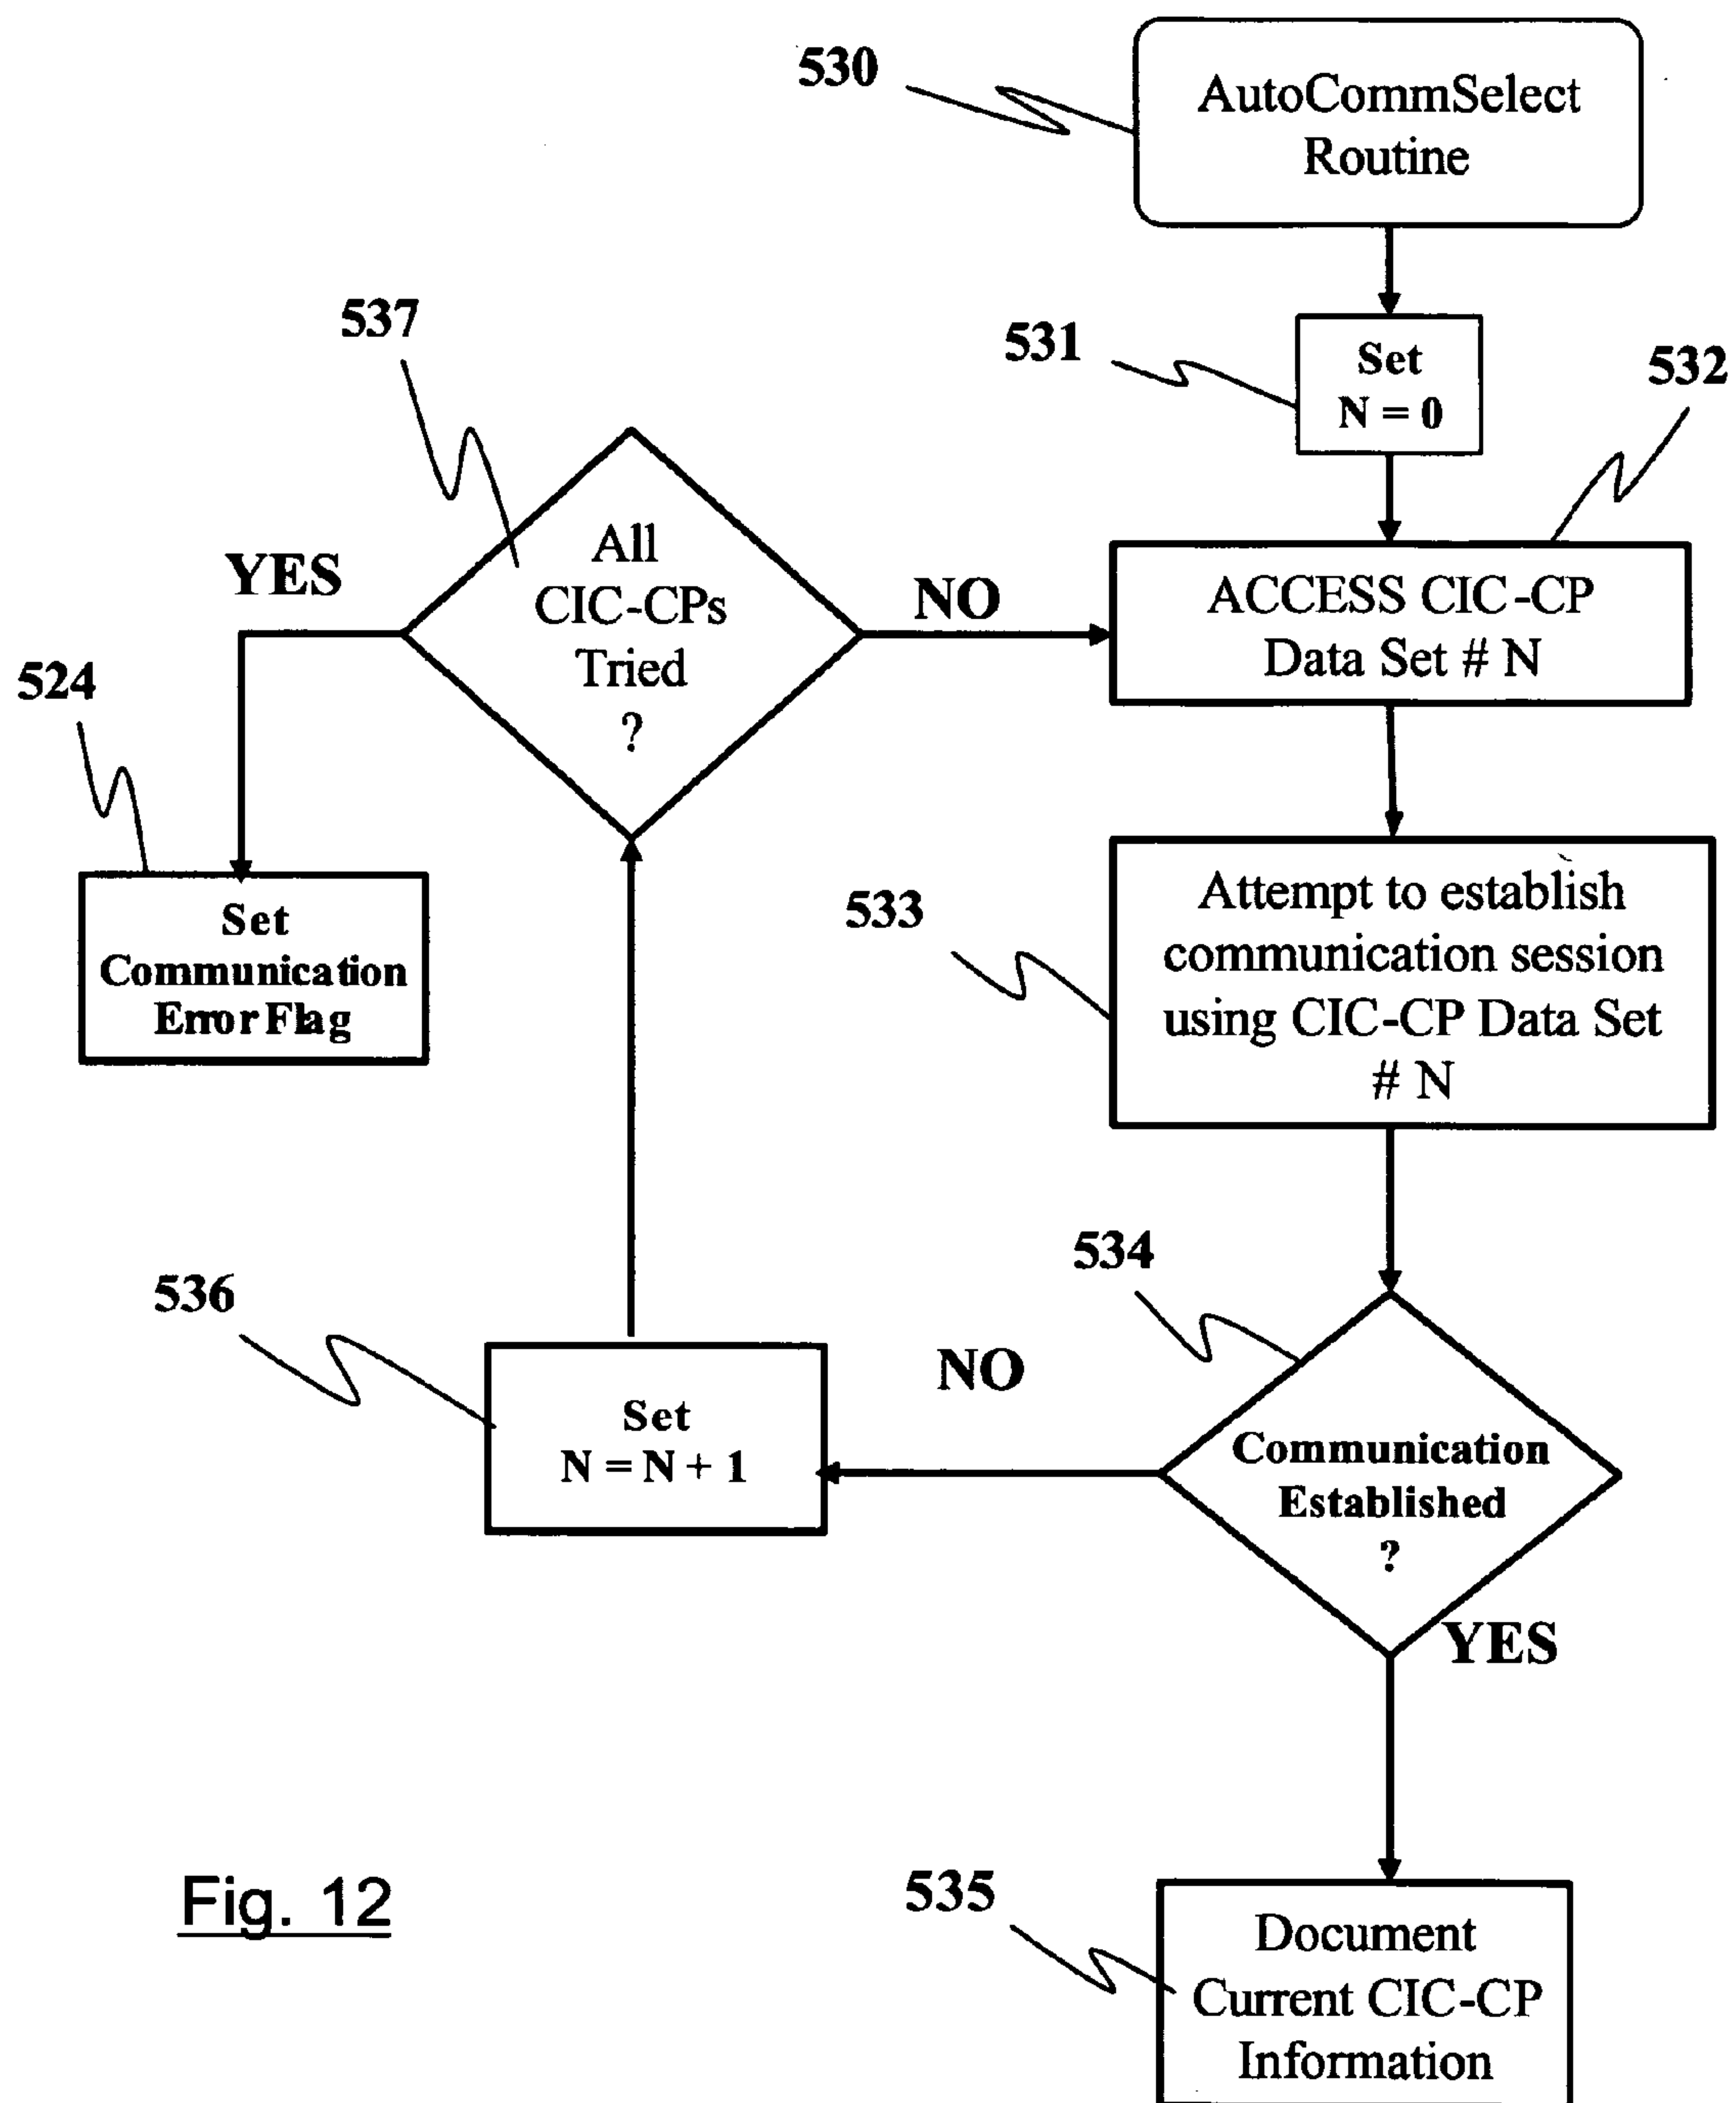 530
AutoCommSelect
Routine
531
Set
N = 0
532
537
All
CIC-CPs
Tried
?
YES
NO
ACCESS CIC-CP
Data Set # N
524
Set
Communication
Error Flag
533
Attempt to establish
communication session
using CIC-CP Data Set
# N
534
536
Set
N = N + 1
NO
Communication
Established
?
YES
535
Document
Current CIC-CP
Information
Fig. 12